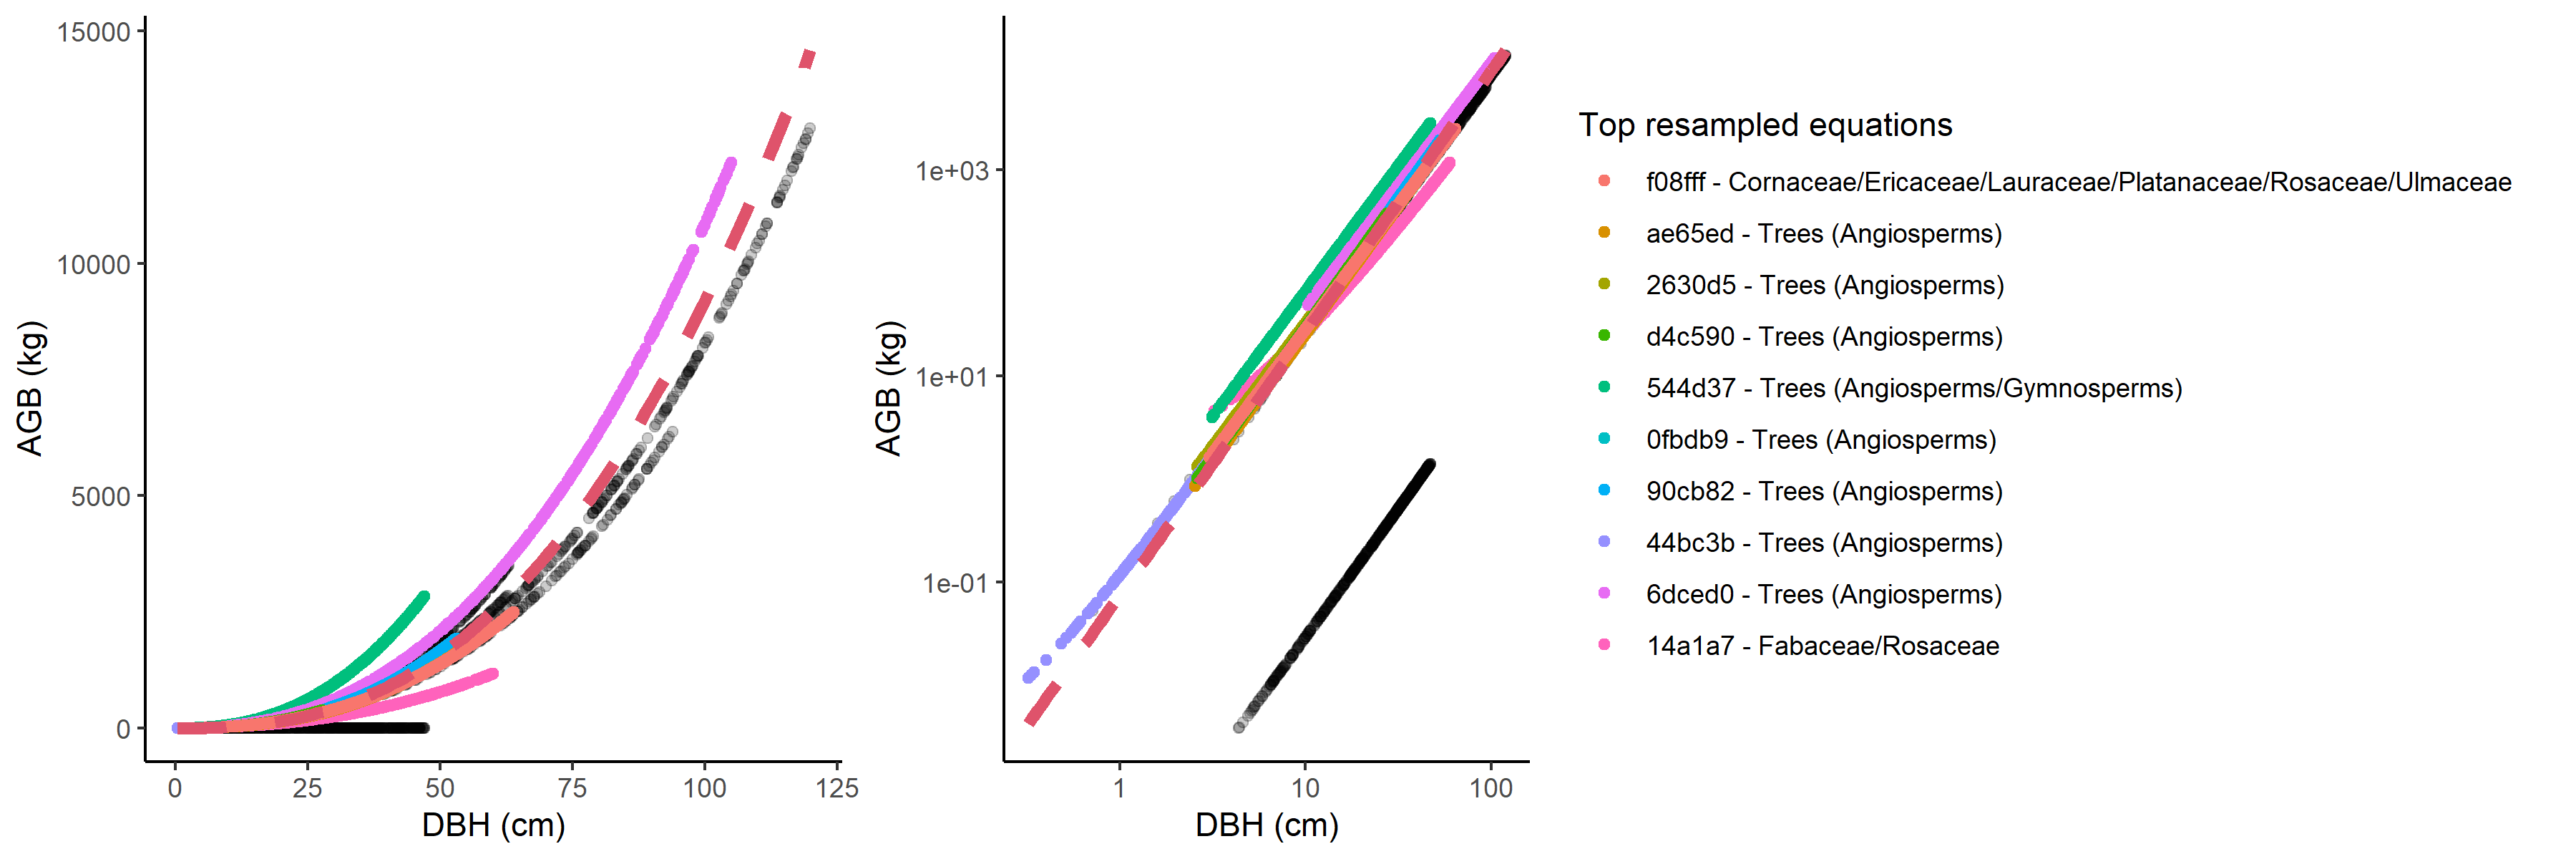 15000
10000
5000
0
AGB (kg)
0 25 50 75 100 125
DBH (cm)
1e+03
1e+01
1e-01
AGB (kg)
1 10 100
DBH (cm)
Top resampled equations
f08fff - Cornaceae/Ericaceae/Lauraceae/Platanaceae/Rosaceae/Ulmaceae
ae65ed - Trees (Angiosperms)
2630d5 - Trees (Angiosperms)
d4c590 - Trees (Angiosperms)
544d37 - Trees (Angiosperms/Gymnosperms)
0fbdb9 - Trees (Angiosperms)
90cb82 - Trees (Angiosperms)
44bc3b - Trees (Angiosperms)
6dced0 - Trees (Angiosperms)
14a1a7 - Fabaceae/Rosaceae